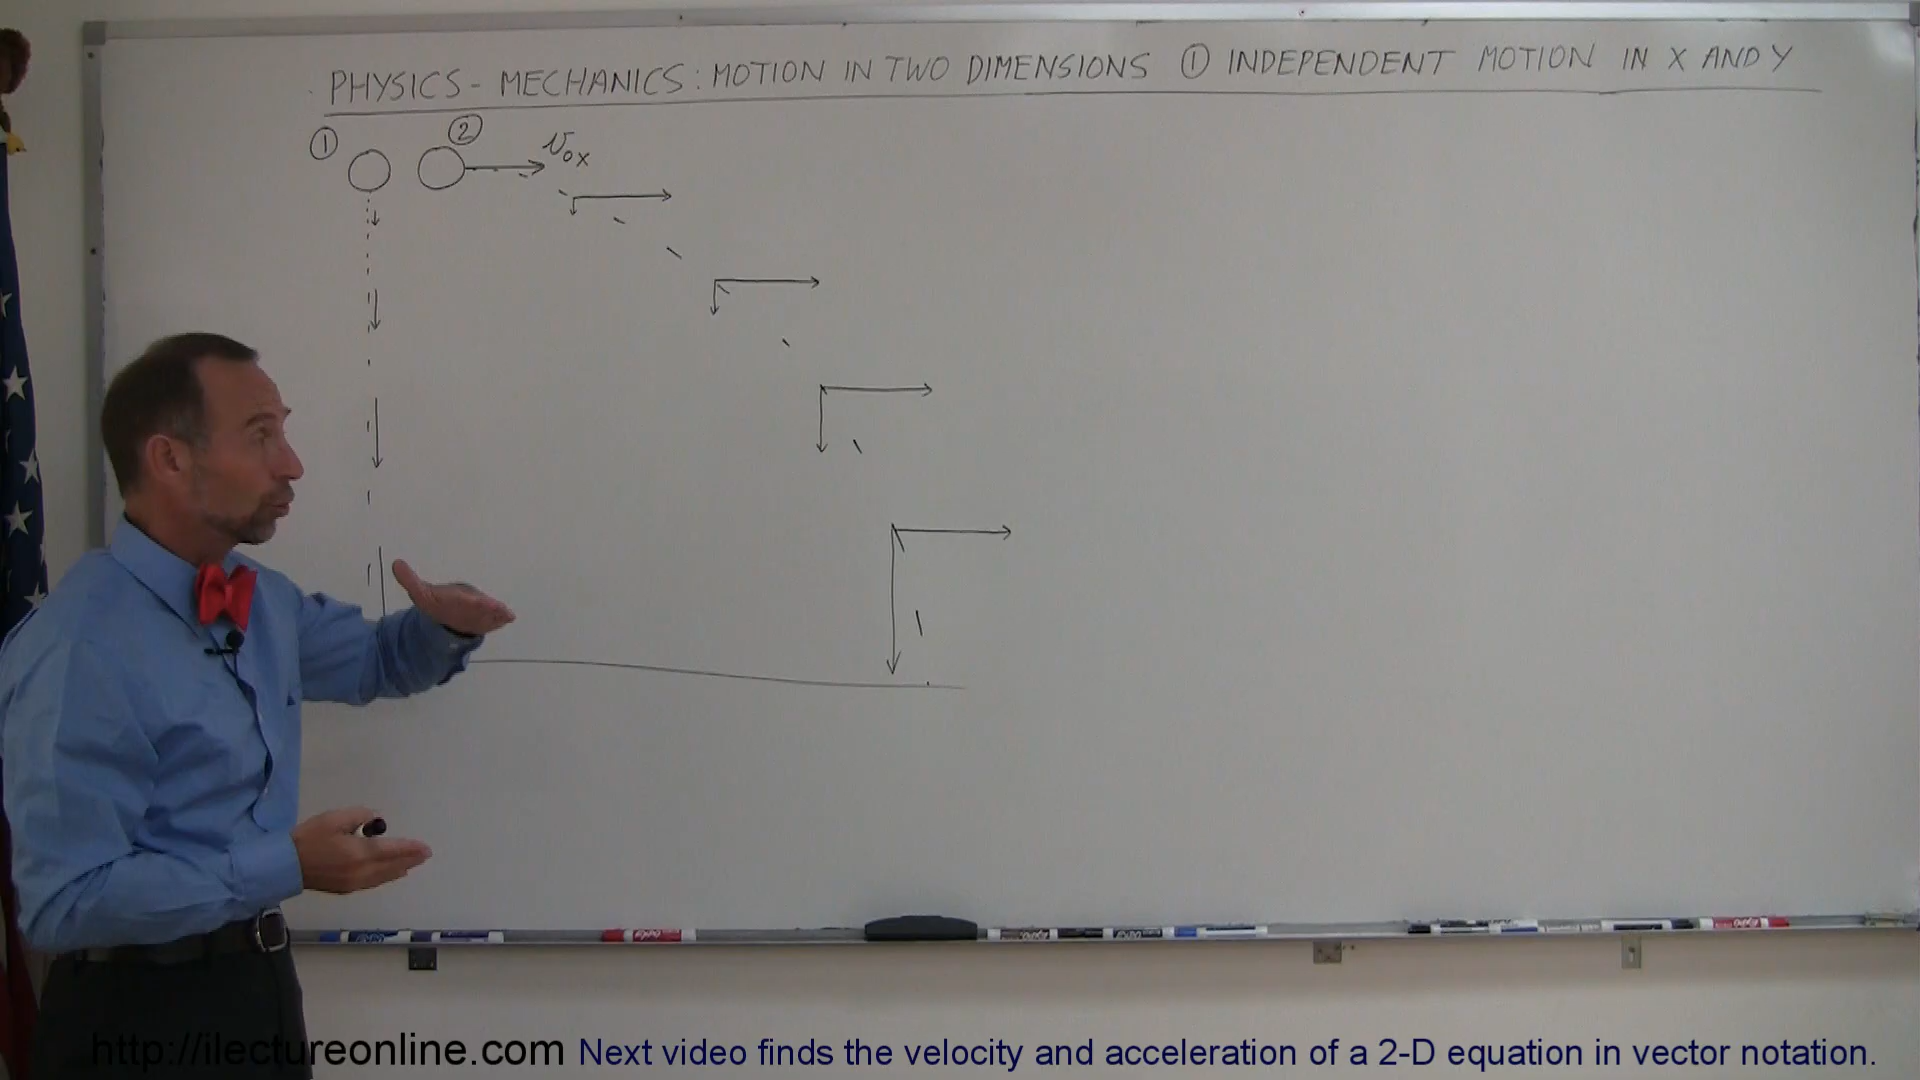 PHYSICS - MECHANICS: MOTION IN TWO DIMENSIONS ① INDEPENDENT MOTION IN X AND Y
① ② v₀ₓ
http://ilectureonline.com Next video finds the velocity and acceleration of a 2-D equation in vector notation.